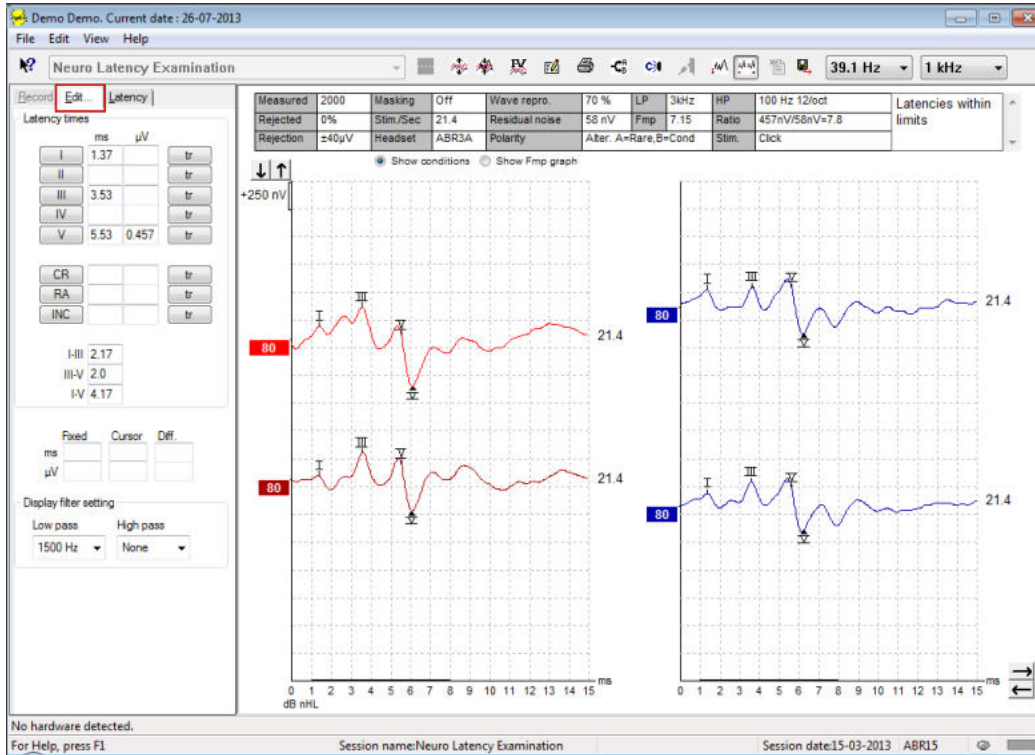 Demo Demo. Current date : 26-07-2013
File Edit View Help
Neuro Latency Examination 39.1 Hz 1 kHz
Record Edit... Latency
Latency times
ms µV
I 1.37 tr
II tr
III 3.53 tr
IV tr
V 5.53 0.457 tr
CR tr
RA tr
INC tr
I-III 2.17
III-V 2.0
I-V 4.17
Fixed Cursor Diff.
ms
µV
Display filter setting
Low pass High pass
1500 Hz None
Measured 2000 Masking Off Wave repro. 70 % LP 3kHz HP 100 Hz 12/oct Latencies within
Rejected 0% Stim./Sec 21.4 Residual noise 58 nV Fmp 7.15 Ratio 457nV/58nV=7.8 limits
Rejection ±40µV Headset ABR3A Polarity Alter. A=Rare,B=Cond Stim. Click
Show conditions Show Fmp graph
+250 nV
I III V
80 21.4
I III V
80 21.4
I III V
80 21.4
I III V
80 21.4
0 1 2 3 4 5 6 7 8 9 10 11 12 13 14 15 ms
dB nHL
0 1 2 3 4 5 6 7 8 9 10 11 12 13 14 15 ms
No hardware detected.
For Help, press F1 Session name:Neuro Latency Examination Session date:15-03-2013 ABR15